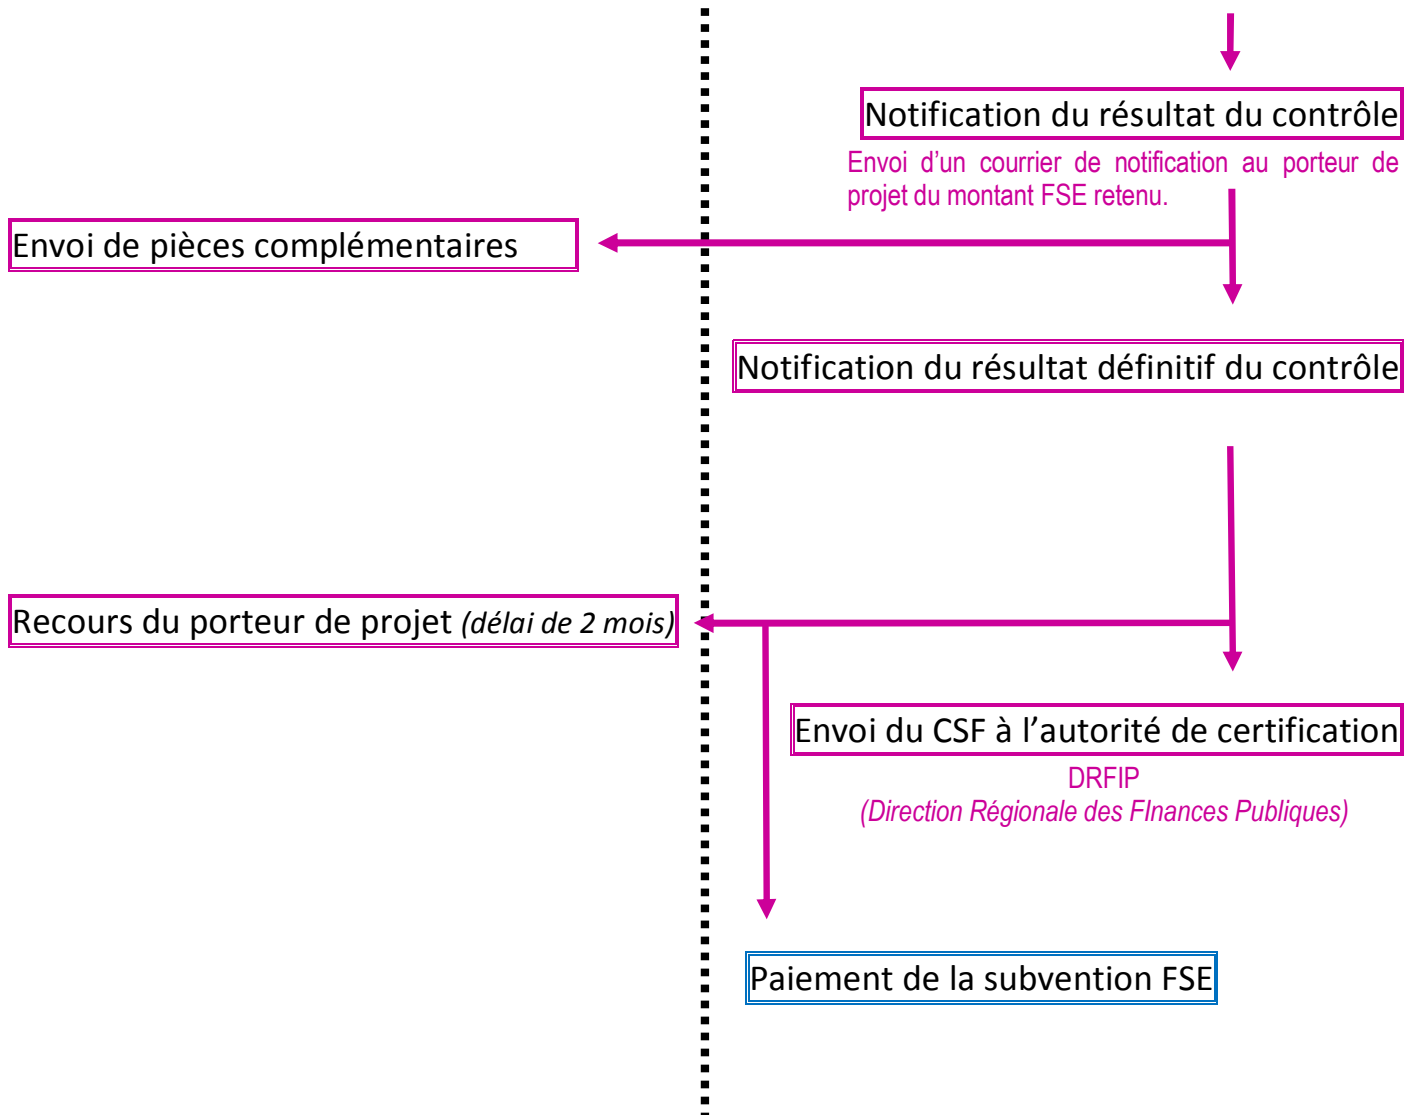 Notification du résultat du contrôle
Envoi d’un courrier de notification au porteur de
projet du montant FSE retenu.
Envoi de pièces complémentaires
Notification du résultat définitif du contrôle
Recours du porteur de projet (délai de 2 mois)
Envoi du CSF à l’autorité de certification
DRFIP
(Direction Régionale des FInances Publiques)
Paiement de la subvention FSE